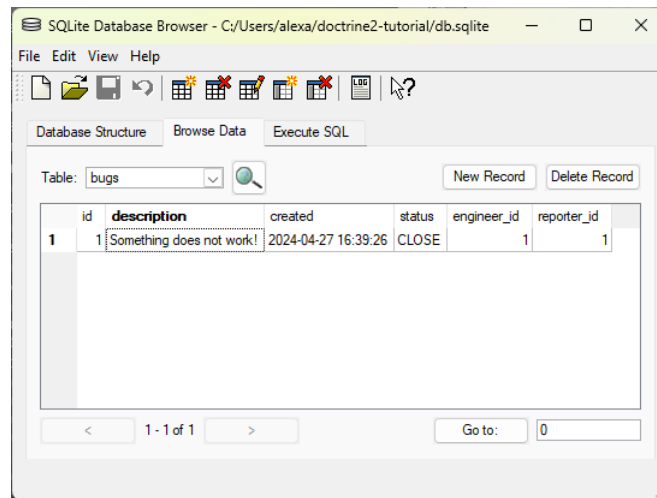 SQLite Database Browser - C:/Users/alexa/doctrine2-tutorial/db.sqlite
File Edit View Help
LOG
Database Structure Browse Data Execute SQL
Table: bugs New Record Delete Record
id description created status engineer_id reporter_id
1 1 Something does not work! 2024-04-27 16:39:26 CLOSE 1 1
< 1 - 1 of 1 > Go to: 0